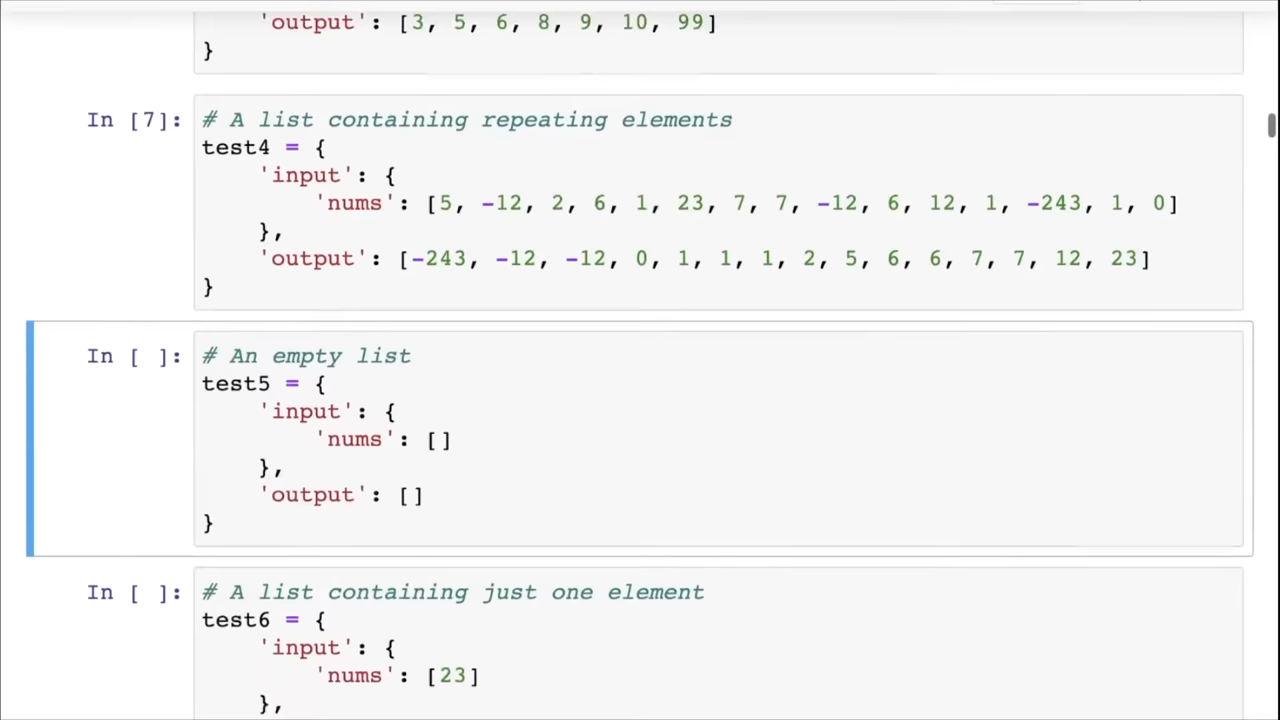 'output': [3, 5, 6, 8, 9, 10, 99]
}
In [7]: # A list containing repeating elements
test4 = {
    'input': {
        'nums': [5, -12, 2, 6, 1, 23, 7, 7, -12, 6, 12, 1, -243, 1, 0]
    },
    'output': [-243, -12, -12, 0, 1, 1, 1, 2, 5, 6, 6, 7, 7, 12, 23]
}
In [ ]: # An empty list
test5 = {
    'input': {
        'nums': []
    },
    'output': []
}
In [ ]: # A list containing just one element
test6 = {
    'input': {
        'nums': [23]
    },